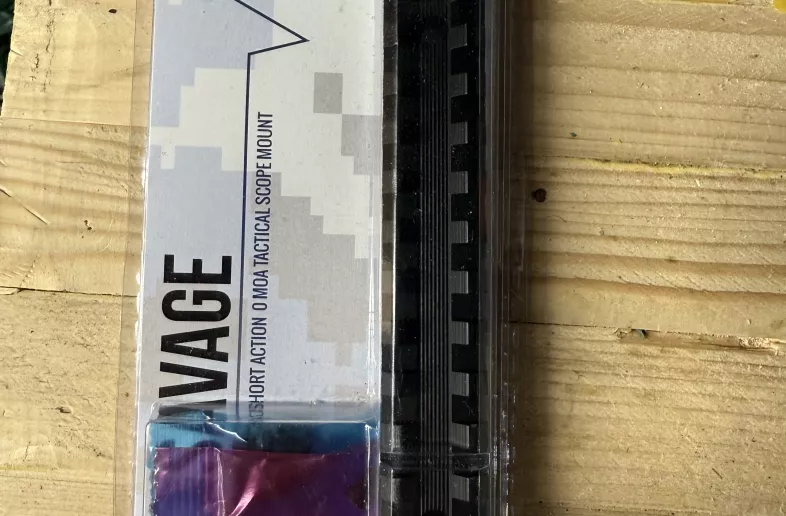 VAGE
SHORT ACTION 0 MOA TACTICAL SCOPE MOUNT